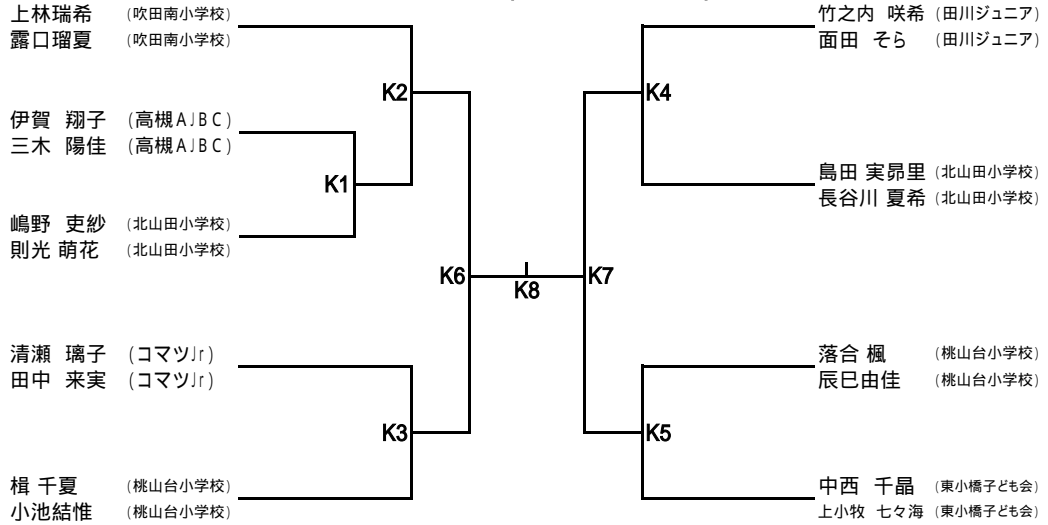 上林瑞希 (吹田南小学校)
露口瑠夏 (吹田南小学校)
伊賀 翔子 (高槻AJBC)
三木 陽佳 (高槻AJBC)
嶋野 吏紗 (北山田小学校)
則光 萌花 (北山田小学校)
清瀬 璃子 (コマツJr)
田中 来実 (コマツJr)
楫 千夏 (桃山台小学校)
小池結惟 (桃山台小学校)
K2
K1
K3
K6
K8
K7
K4
K5
竹之内 咲希 (田川ジュニア)
面田 そら (田川ジュニア)
島田 実昴里 (北山田小学校)
長谷川 夏希 (北山田小学校)
落合 楓 (桃山台小学校)
辰巳由佳 (桃山台小学校)
中西 千晶 (東小橋子ども会)
上小牧 七々海 (東小橋子ども会)